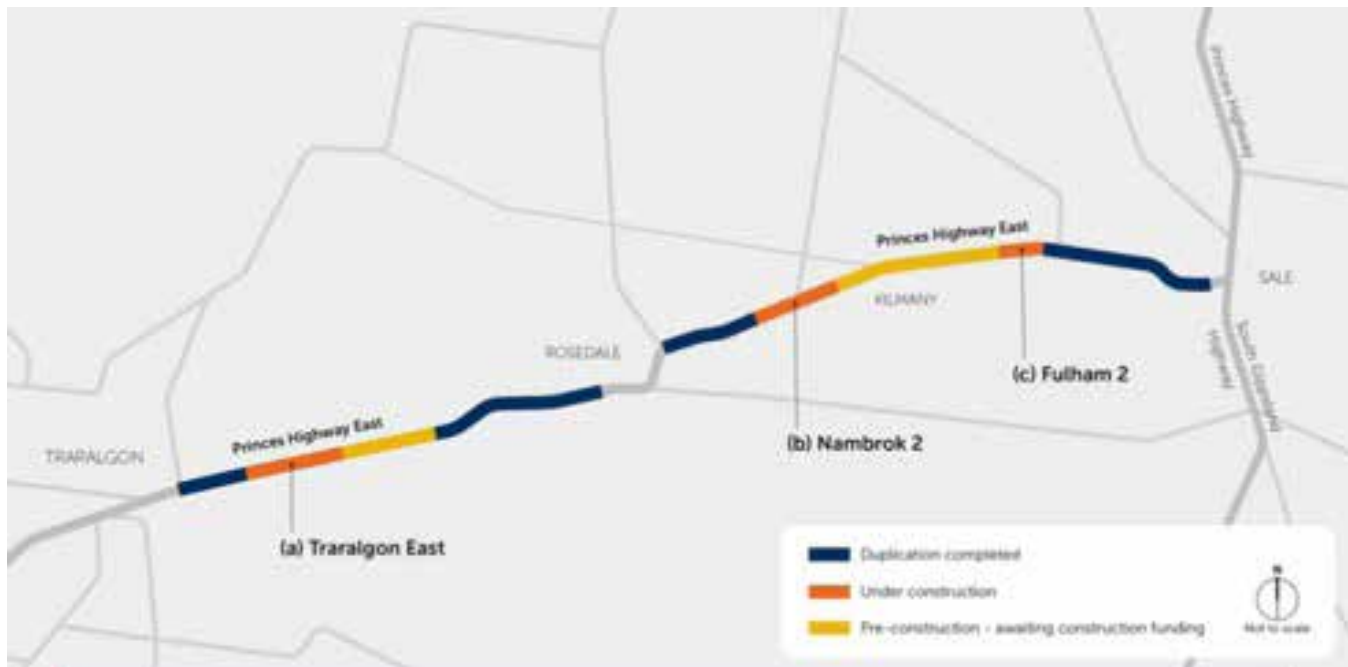 Princes Highway
Princes Highway East
SALE
KILMANY
South Gippsland
Highway
ROSEDALE
(c) Fulham 2
Princes Highway East
(b) Nambrok 2
TRARALGON
(a) Traralgon East
Duplication completed
Under construction
Pre-construction - awaiting construction funding
N
Not to scale